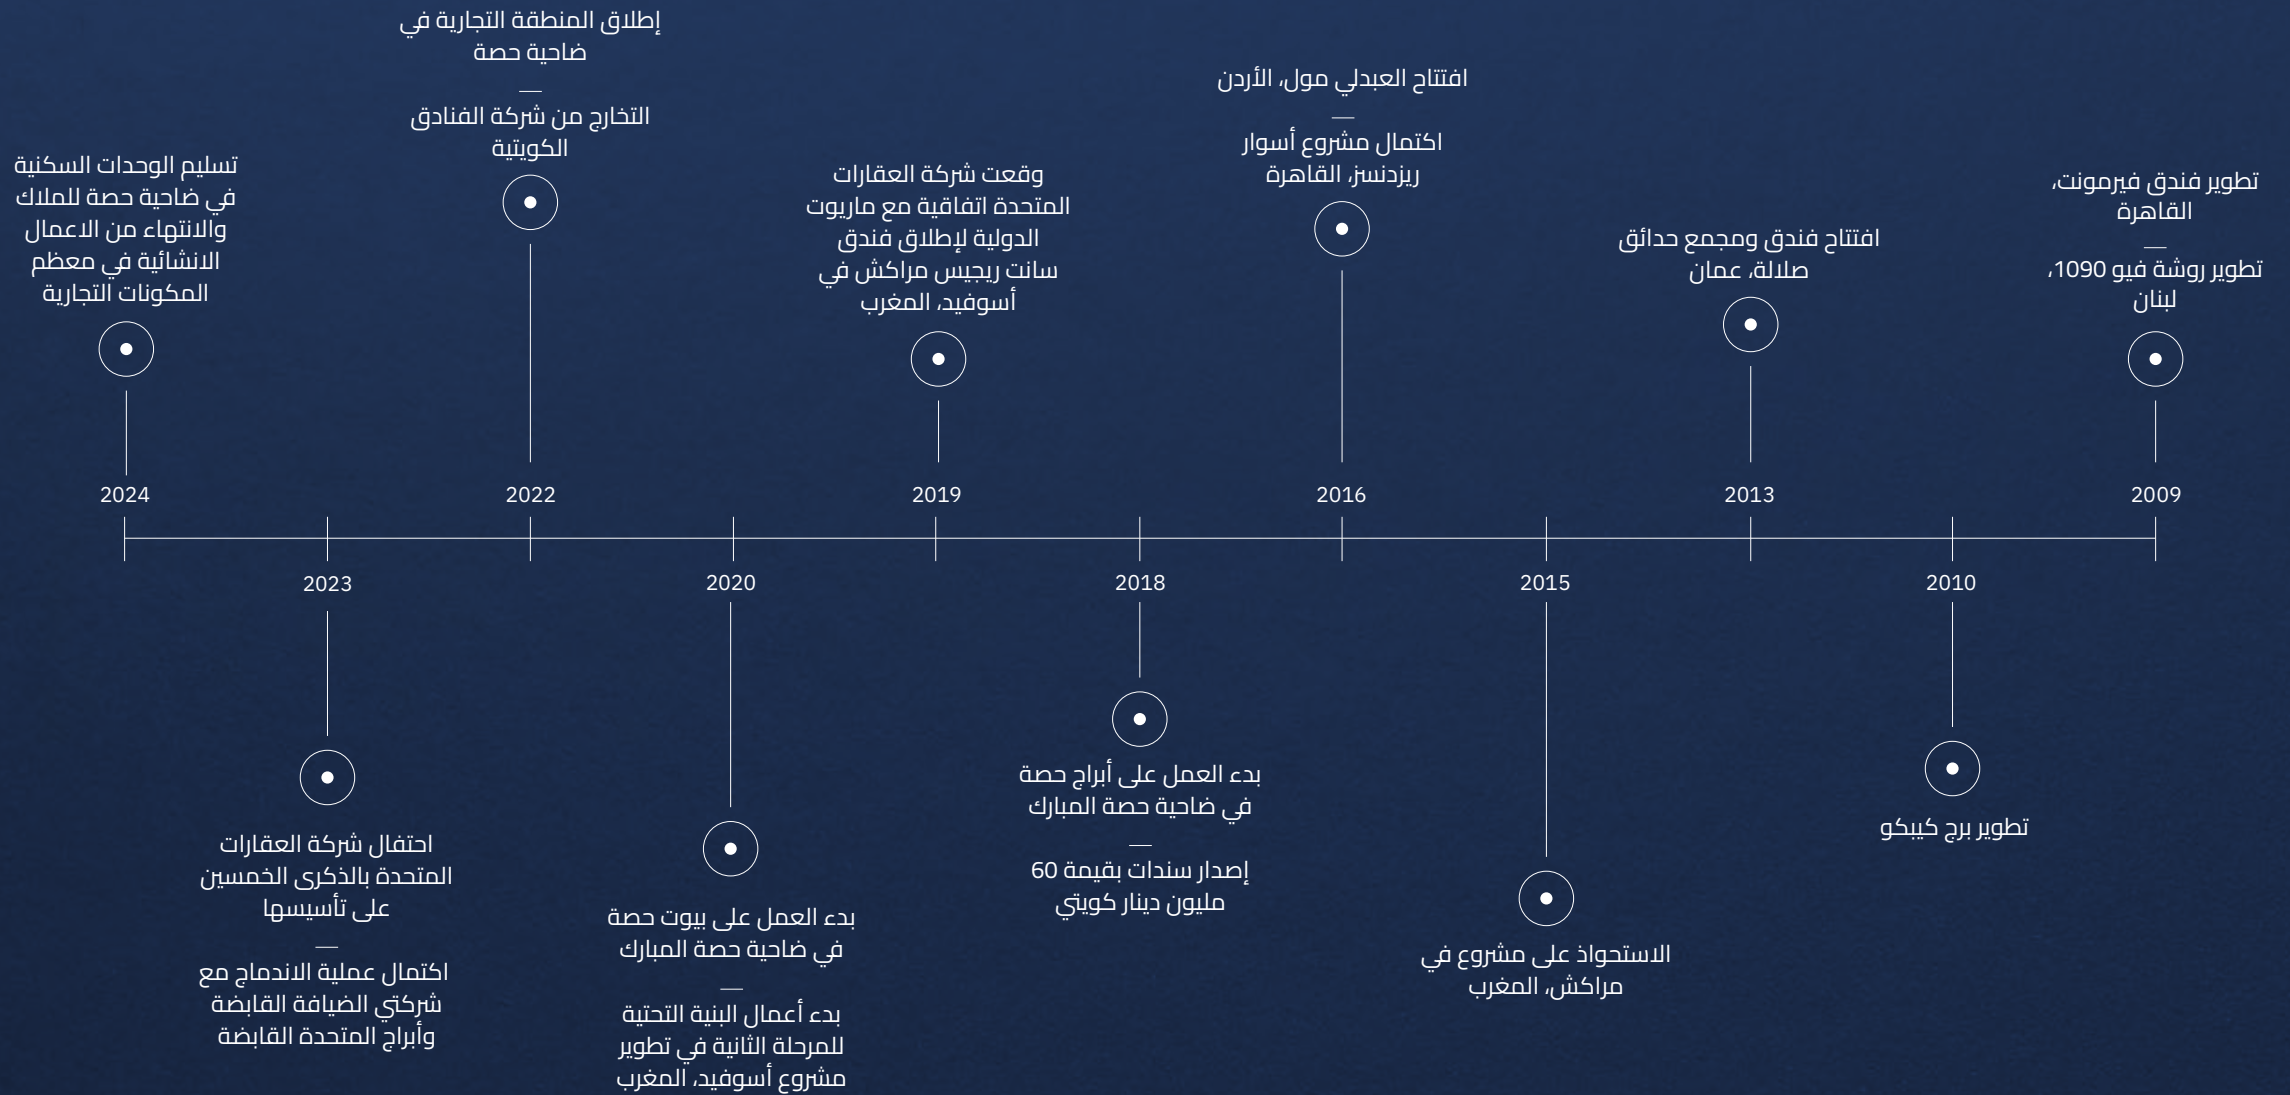 تطوير فندق فيرمونت،
القاهرة
تطوير روشة فيو 1090،
لبنان
2009
2010
تطوير برج كيبكو
افتتاح فندق ومجمع حدائق
صلالة، عمان
2013
2015
الاستحواذ على مشروع في
مراكش، المغرب
افتتاح العبدلي مول، الأردن
اكتمال مشروع أسوار
ريزدنسز، القاهرة
2016
2018
بدء العمل على أبراج حصة
في ضاحية حصة المبارك
إصدار سندات بقيمة 60
مليون دينار كويتي
وقعت شركة العقارات
المتحدة اتفاقية مع ماريوت
الدولية لإطلاق فندق
سانت ريجيس مراكش في
أسوفيد، المغرب
2019
2020
بدء العمل على بيوت حصة
في ضاحية حصة المبارك
بدء أعمال البنية التحتية
للمرحلة الثانية في تطوير
مشروع أسوفيد، المغرب
إطلاق المنطقة التجارية في
ضاحية حصة
التخارج من شركة الفنادق
الكويتية
2022
2023
احتفال شركة العقارات
المتحدة بالذكرى الخمسين
على تأسيسها
اكتمال عملية الاندماج مع
شركتي الضيافة القابضة
وأبراج المتحدة القابضة
تسليم الوحدات السكنية
في ضاحية حصة للملاك
والانتهاء من الاعمال
الانشائية في معظم
المكونات التجارية
2024